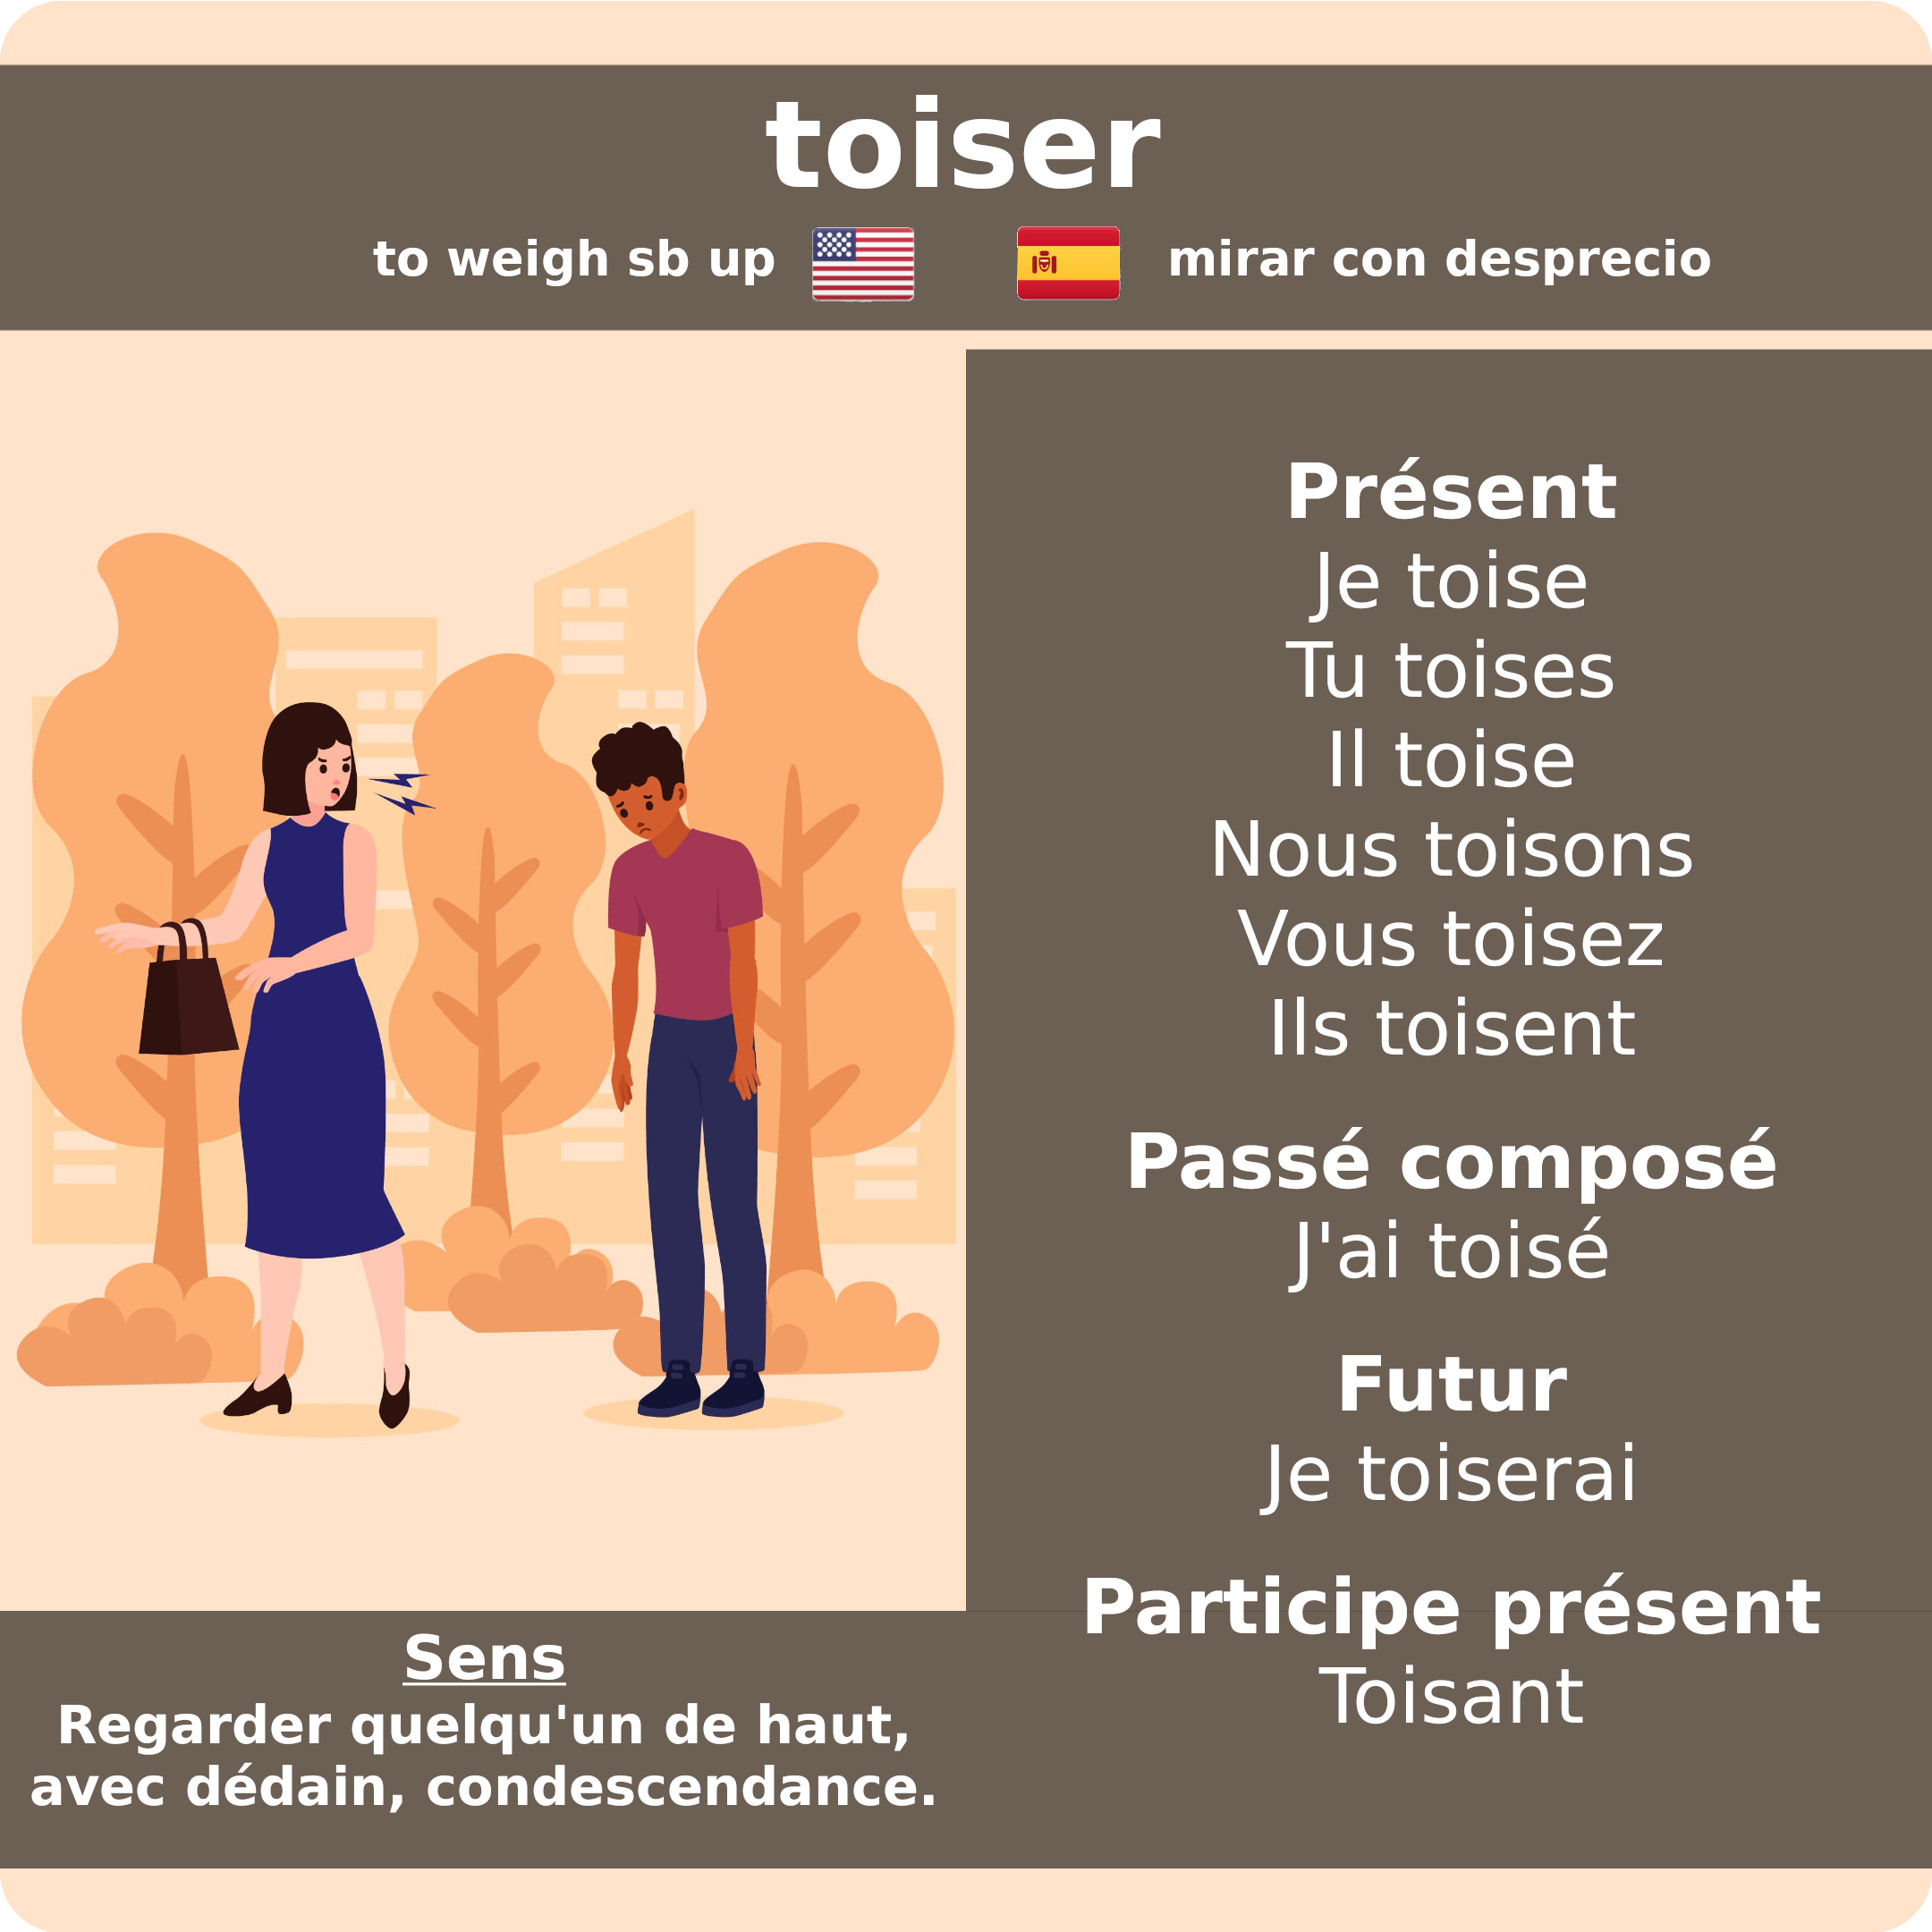 toiser
to weigh sb up
mirar con desprecio
Présent
Je toise
Tu toises
Il toise
Nous toisons
Vous toisez
Ils toisent
Passé composé
J'ai toisé
Futur
Je toiserai
Participe présent
Toisant
Sens
Regarder quelqu'un de haut,
avec dédain, condescendance.